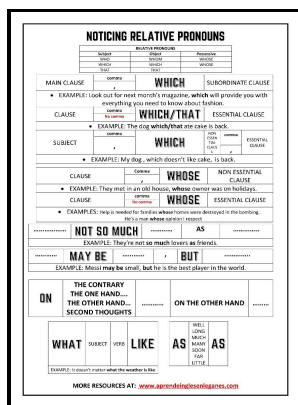 NOTICING RELATIVE PRONOUNS
RELATIVE PRONOUNS
Subject Object Possessive
WHO WHOM WHOSE
WHICH WHICH WHOSE
THAT THAT
MAIN CLAUSE comma , WHICH SUBORDINATE CLAUSE
• EXAMPLE: Look out for next month's magazine, which will provide you with
everything you need to know about fashion.
CLAUSE Comma No comma WHICH/THAT ESSENTIAL CLAUSE
• EXAMPLE: The dog which/that ate cake is back.
SUBJECT comma , WHICH NON ESSEN TIAL CLAUS E comma , ESSENTIAL CLAUSE
• EXAMPLE: My dog , which doesn't like cake, is back.
CLAUSE Comma , WHOSE NON ESSENTIAL CLAUSE
• EXAMPLE: They met in an old house, whose owner was on holidays.
CLAUSE Comma No comma WHOSE ESSENTIAL CLAUSE
• EXAMPLES: Help is needed for families whose homes were destroyed in the bombing.
He's a man whose opinion I respect
............... NOT SO MUCH ............... AS ...............
EXAMPLE: They're not so much lovers as friends.
............... MAY BE ............... , BUT ...............
EXAMPLE: Messi may be small, but he is the best player in the world.
ON
THE CONTRARY
THE ONE HAND....
THE OTHER HAND...
SECOND THOUGHTS
........... ON THE OTHER HAND ...........
WHAT SUBJECT VERB LIKE
EXAMPLE: It doesn't matter what the weather is like
AS
WELL
LONG
MUCH
MANY
SOON
FAR
LITTLE
AS
MORE RESOURCES AT: www.aprendeinglesenleganes.com